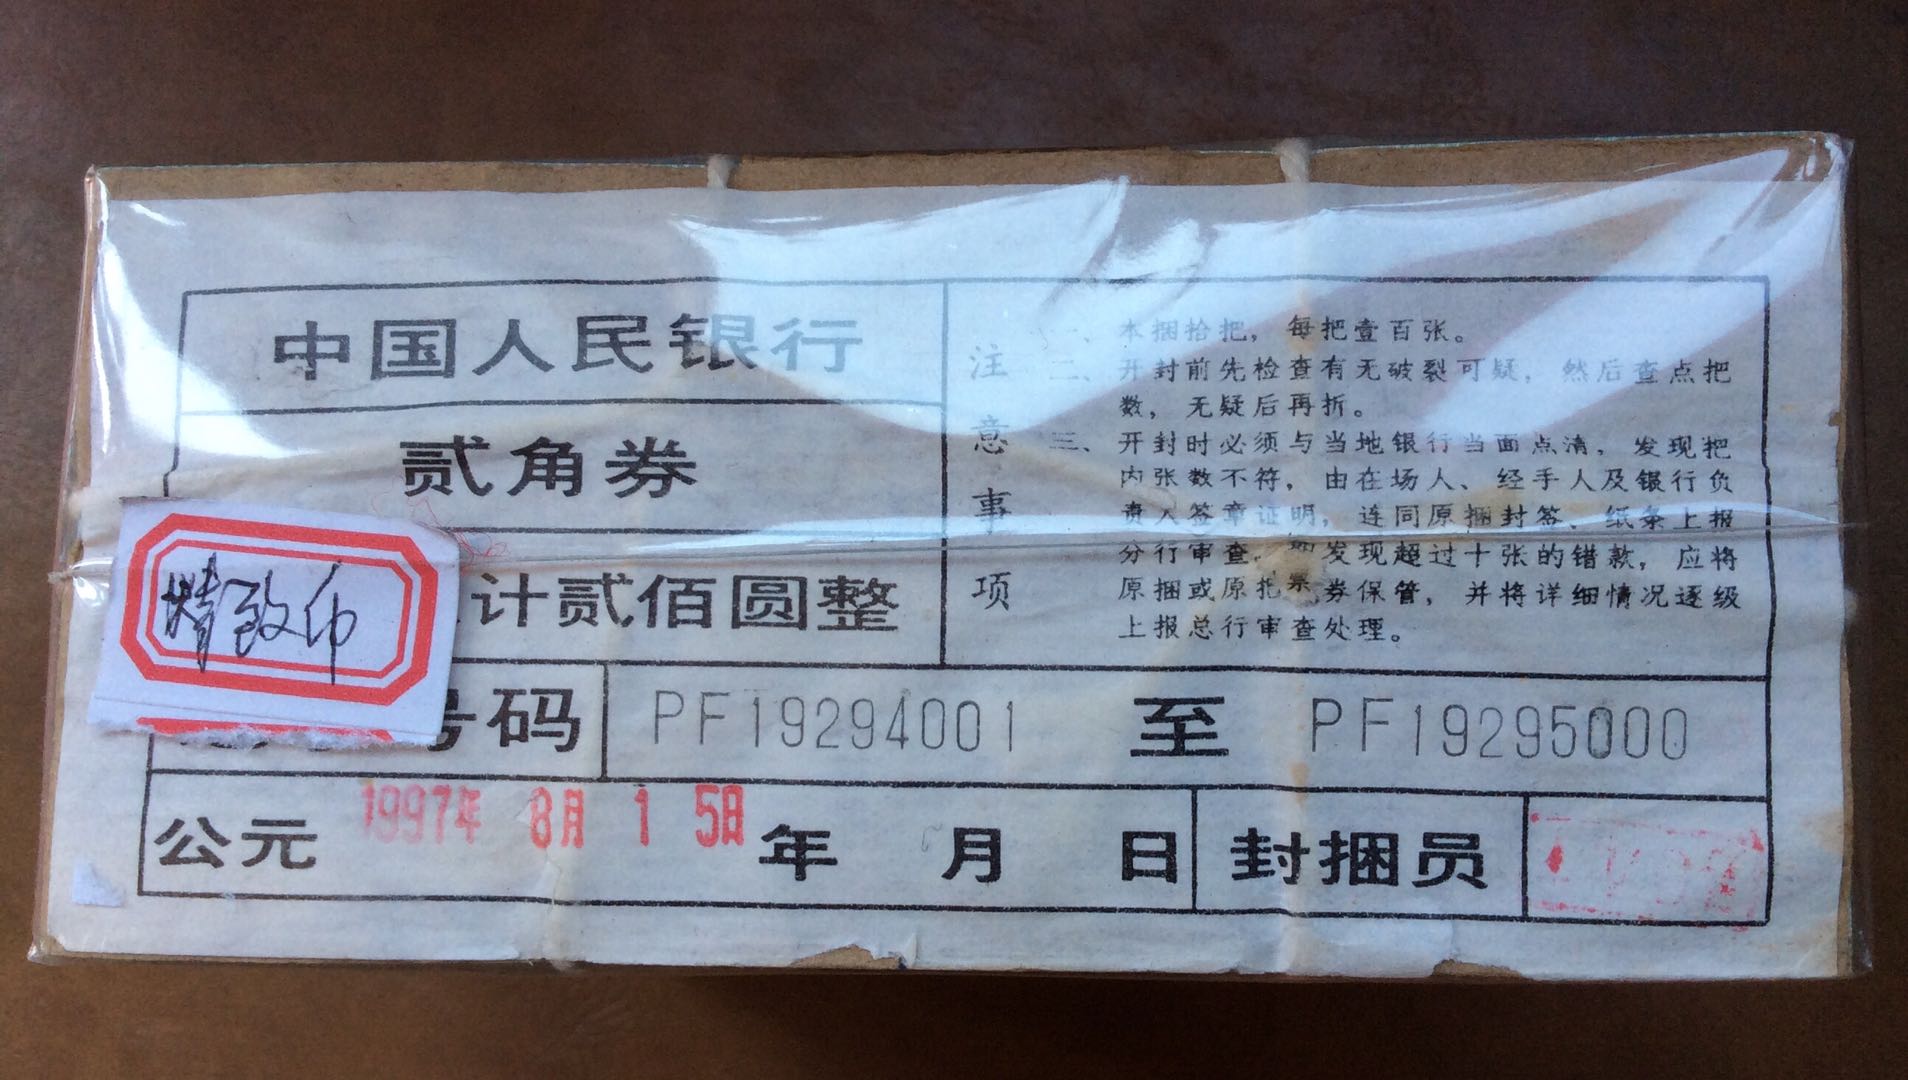 中国人民银行
贰角券
计贰佰圆整
号码
PF19294001 至 PF19295000
公元 1997年 8月 15日 年 月 日
封捆员
注意事项
一、本捆拾把，每把壹百张。
二、开封前先检查有无破裂可疑，然后查点把
数，无疑后再折。
三、开封时必须与当地银行当面点清，发现把
内张数不符，由在场人、经手人及银行负
责人签章证明，连同原捆封签、纸条上报
分行审查。如发现超过十张的错款，应将
原捆或原把票券保管，并将详细情况逐级
上报总行审查处理。
精致币